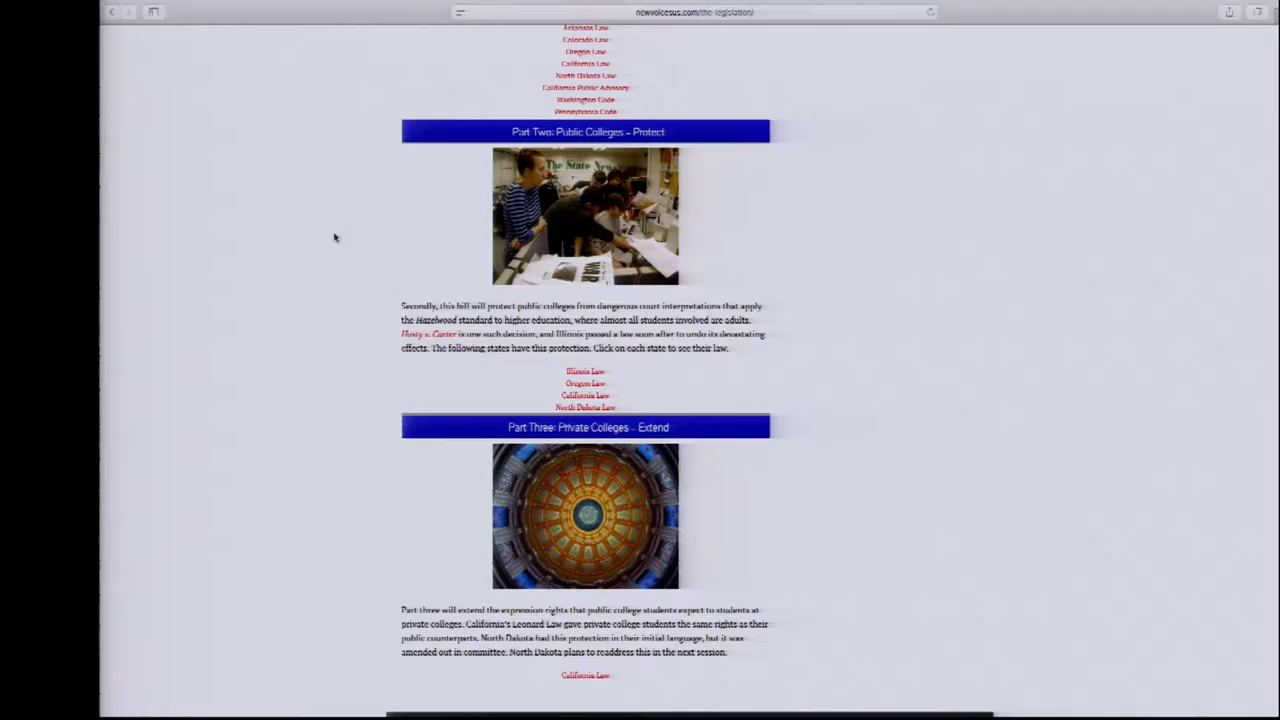 newvoicesus.com/the-legislation/
Arkansas Law
Colorado Law
Oregon Law
California Law
North Dakota Law
California Public Advisory
Washington Code
Pennsylvania Code
Part Two: Public Colleges – Protect
The State New
WAR
Secondly, this bill will protect public colleges from dangerous court interpretations that apply
the Hazelwood standard to higher education, where almost all students involved are adults.
Hosty v. Carter is one such decision, and Illinois passed a law soon after to undo its devastating
effects. The following states have this protection. Click on each state to see their law.
Illinois Law
Oregon Law
California Law
North Dakota Law
Part Three: Private Colleges – Extend
Part three will extend the expression rights that public college students expect to students at
private colleges. California's Leonard Law gave private college students the same rights as their
public counterparts. North Dakota had this protection in their initial language, but it was
amended out in committee. North Dakota plans to readdress this in the next session.
California Law